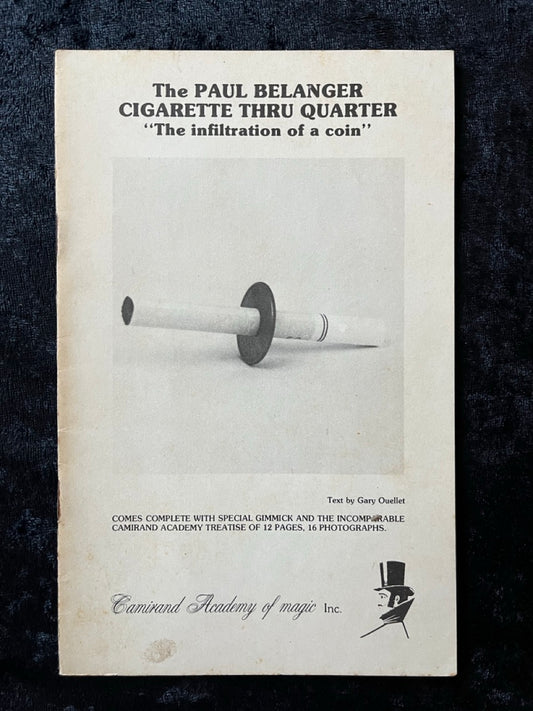 The PAUL BELANGER
CIGARETTE THRU QUARTER
"The infiltration of a coin"
Text by Gary Ouellet
COMES COMPLETE WITH SPECIAL GIMMICK AND THE INCOMPARABLE
CAMIRAND ACADEMY TREATISE OF 12 PAGES, 16 PHOTOGRAPHS.
Camirand Academy of magic Inc.